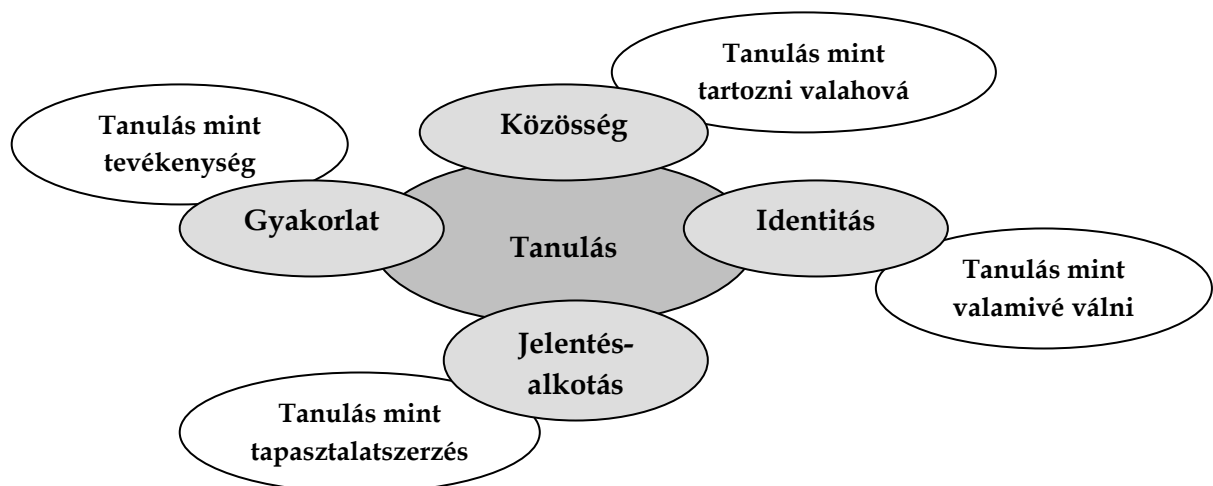 Tanulás mint
tartozni valahová
Közösség
Tanulás mint
tevékenység
Gyakorlat
Tanulás
Identitás
Tanulás mint
valamivé válni
Jelentés-
alkotás
Tanulás mint
tapasztalatszerzés